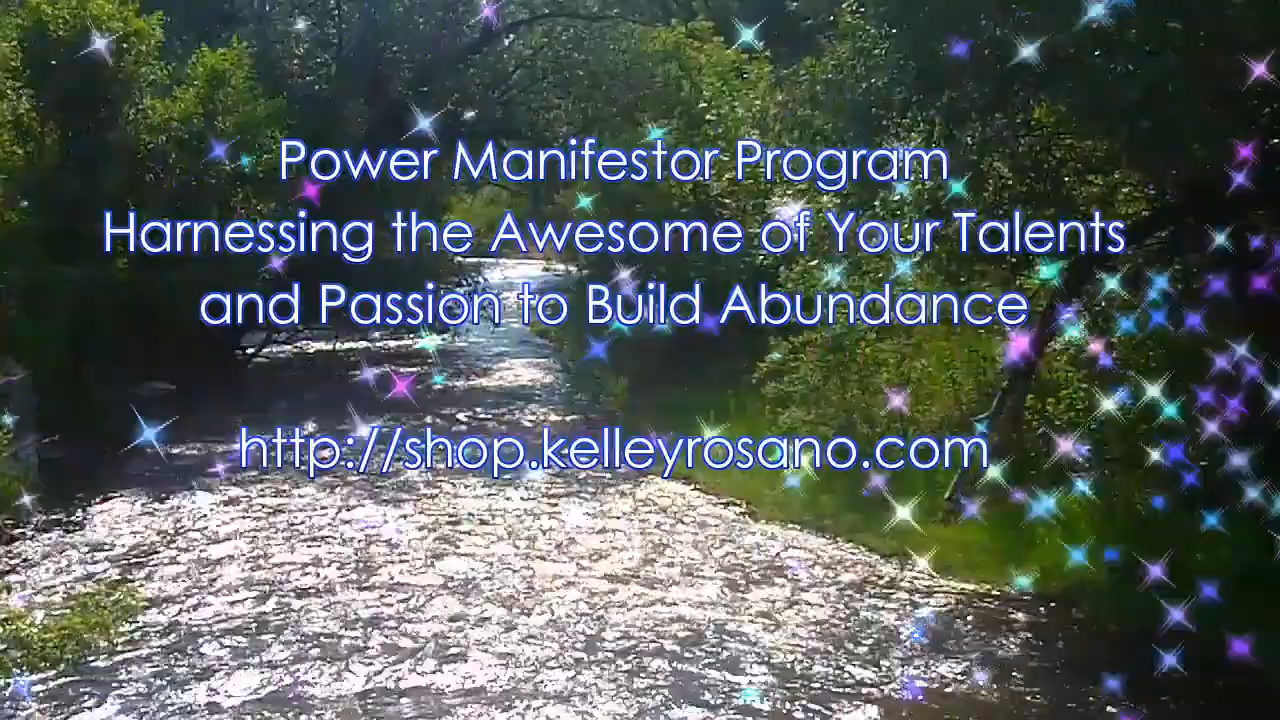 Power Manifestor Program
Harnessing the Awesome of Your Talents
and Passion to Build Abundance
http://shop.kelleyrosano.com